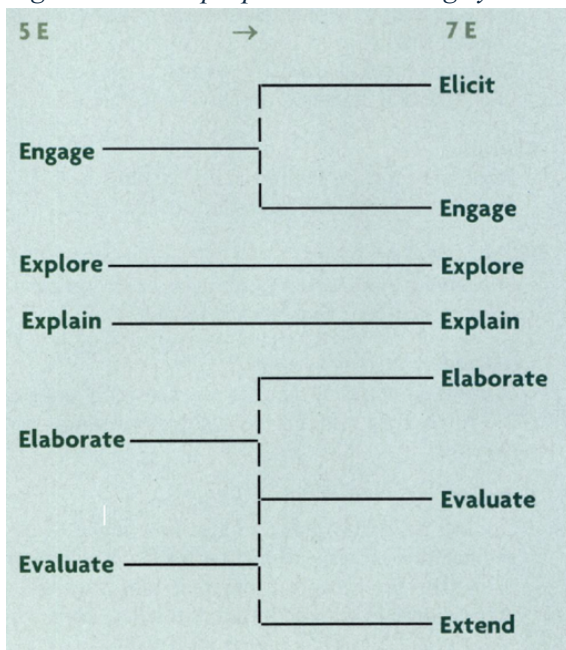 5 E → 7 E
Elicit
Engage
Engage
Explore Explore
Explain Explain
Elaborate
Elaborate
Evaluate
Evaluate
Extend